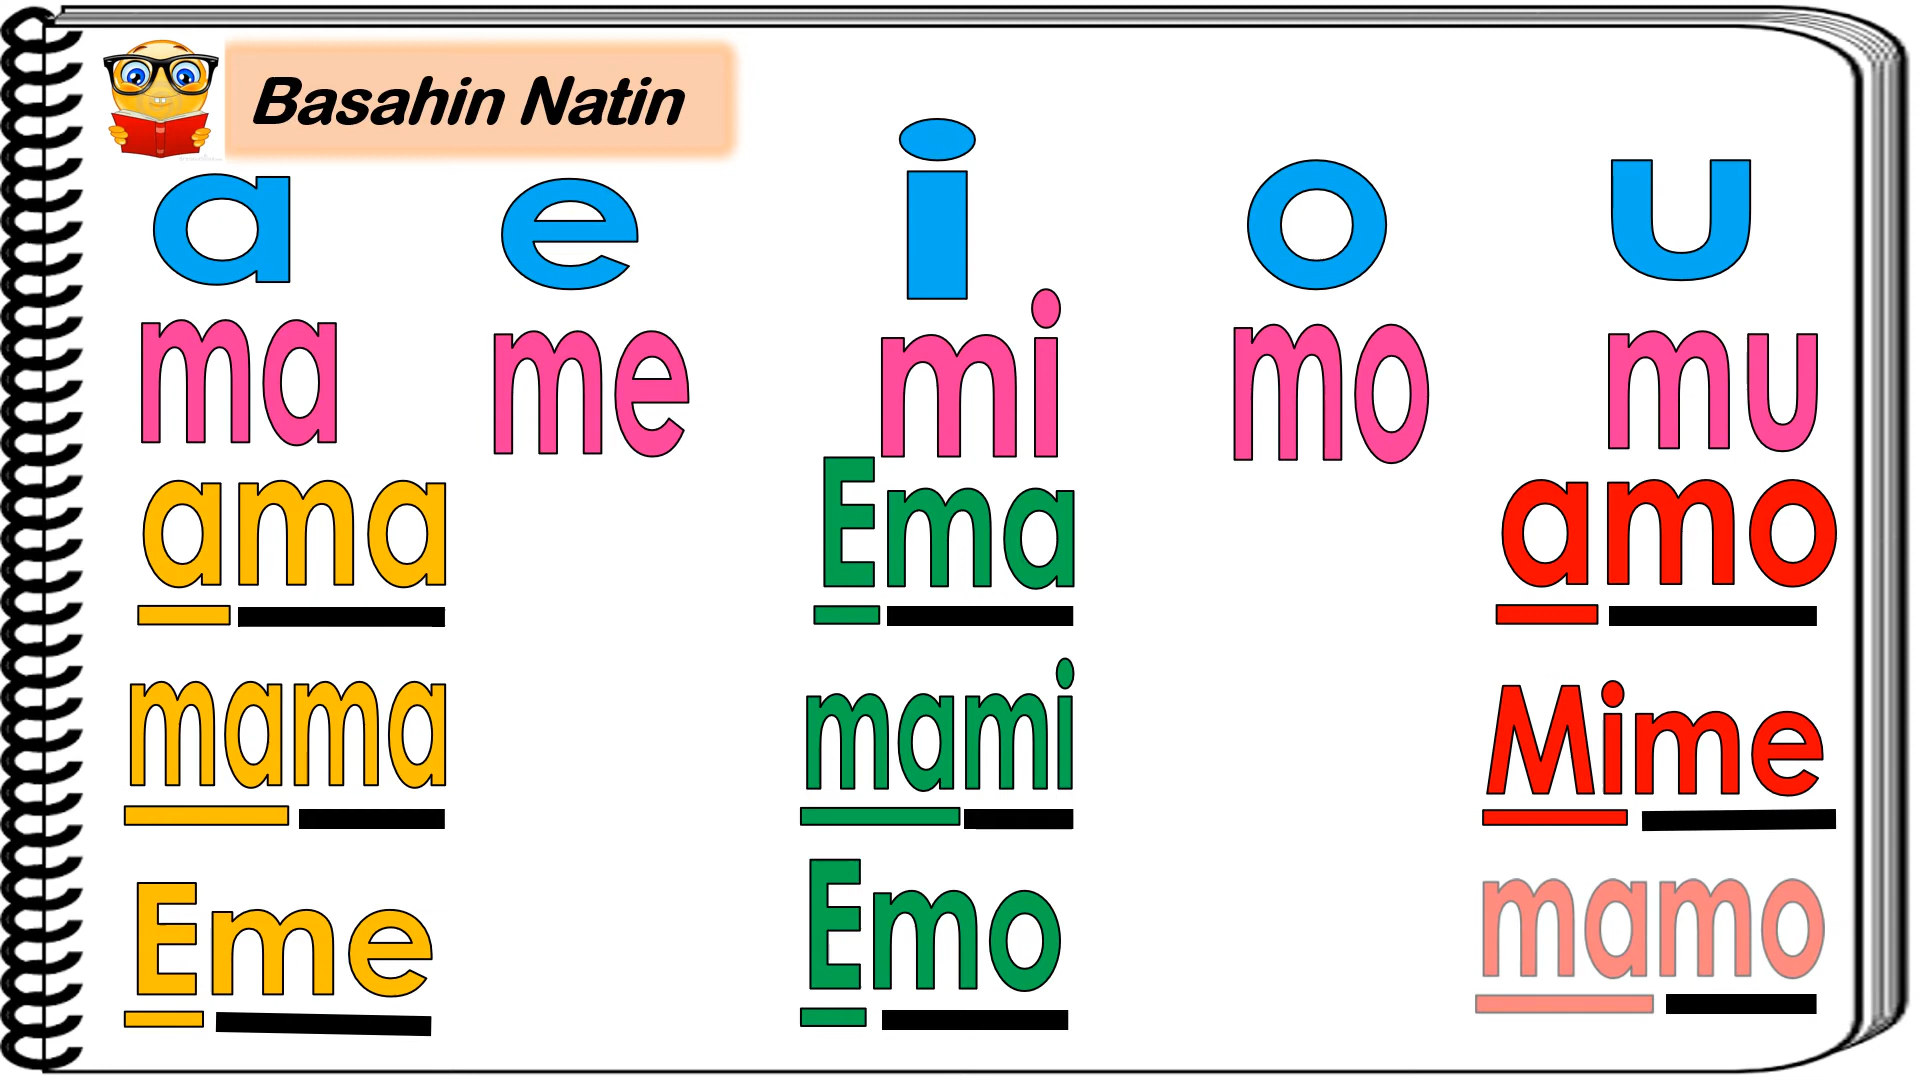 Basahin Natin
a e i o u
ma me mi mo mu
ama Ema amo
mama mami Mime
Eme Emo mamo